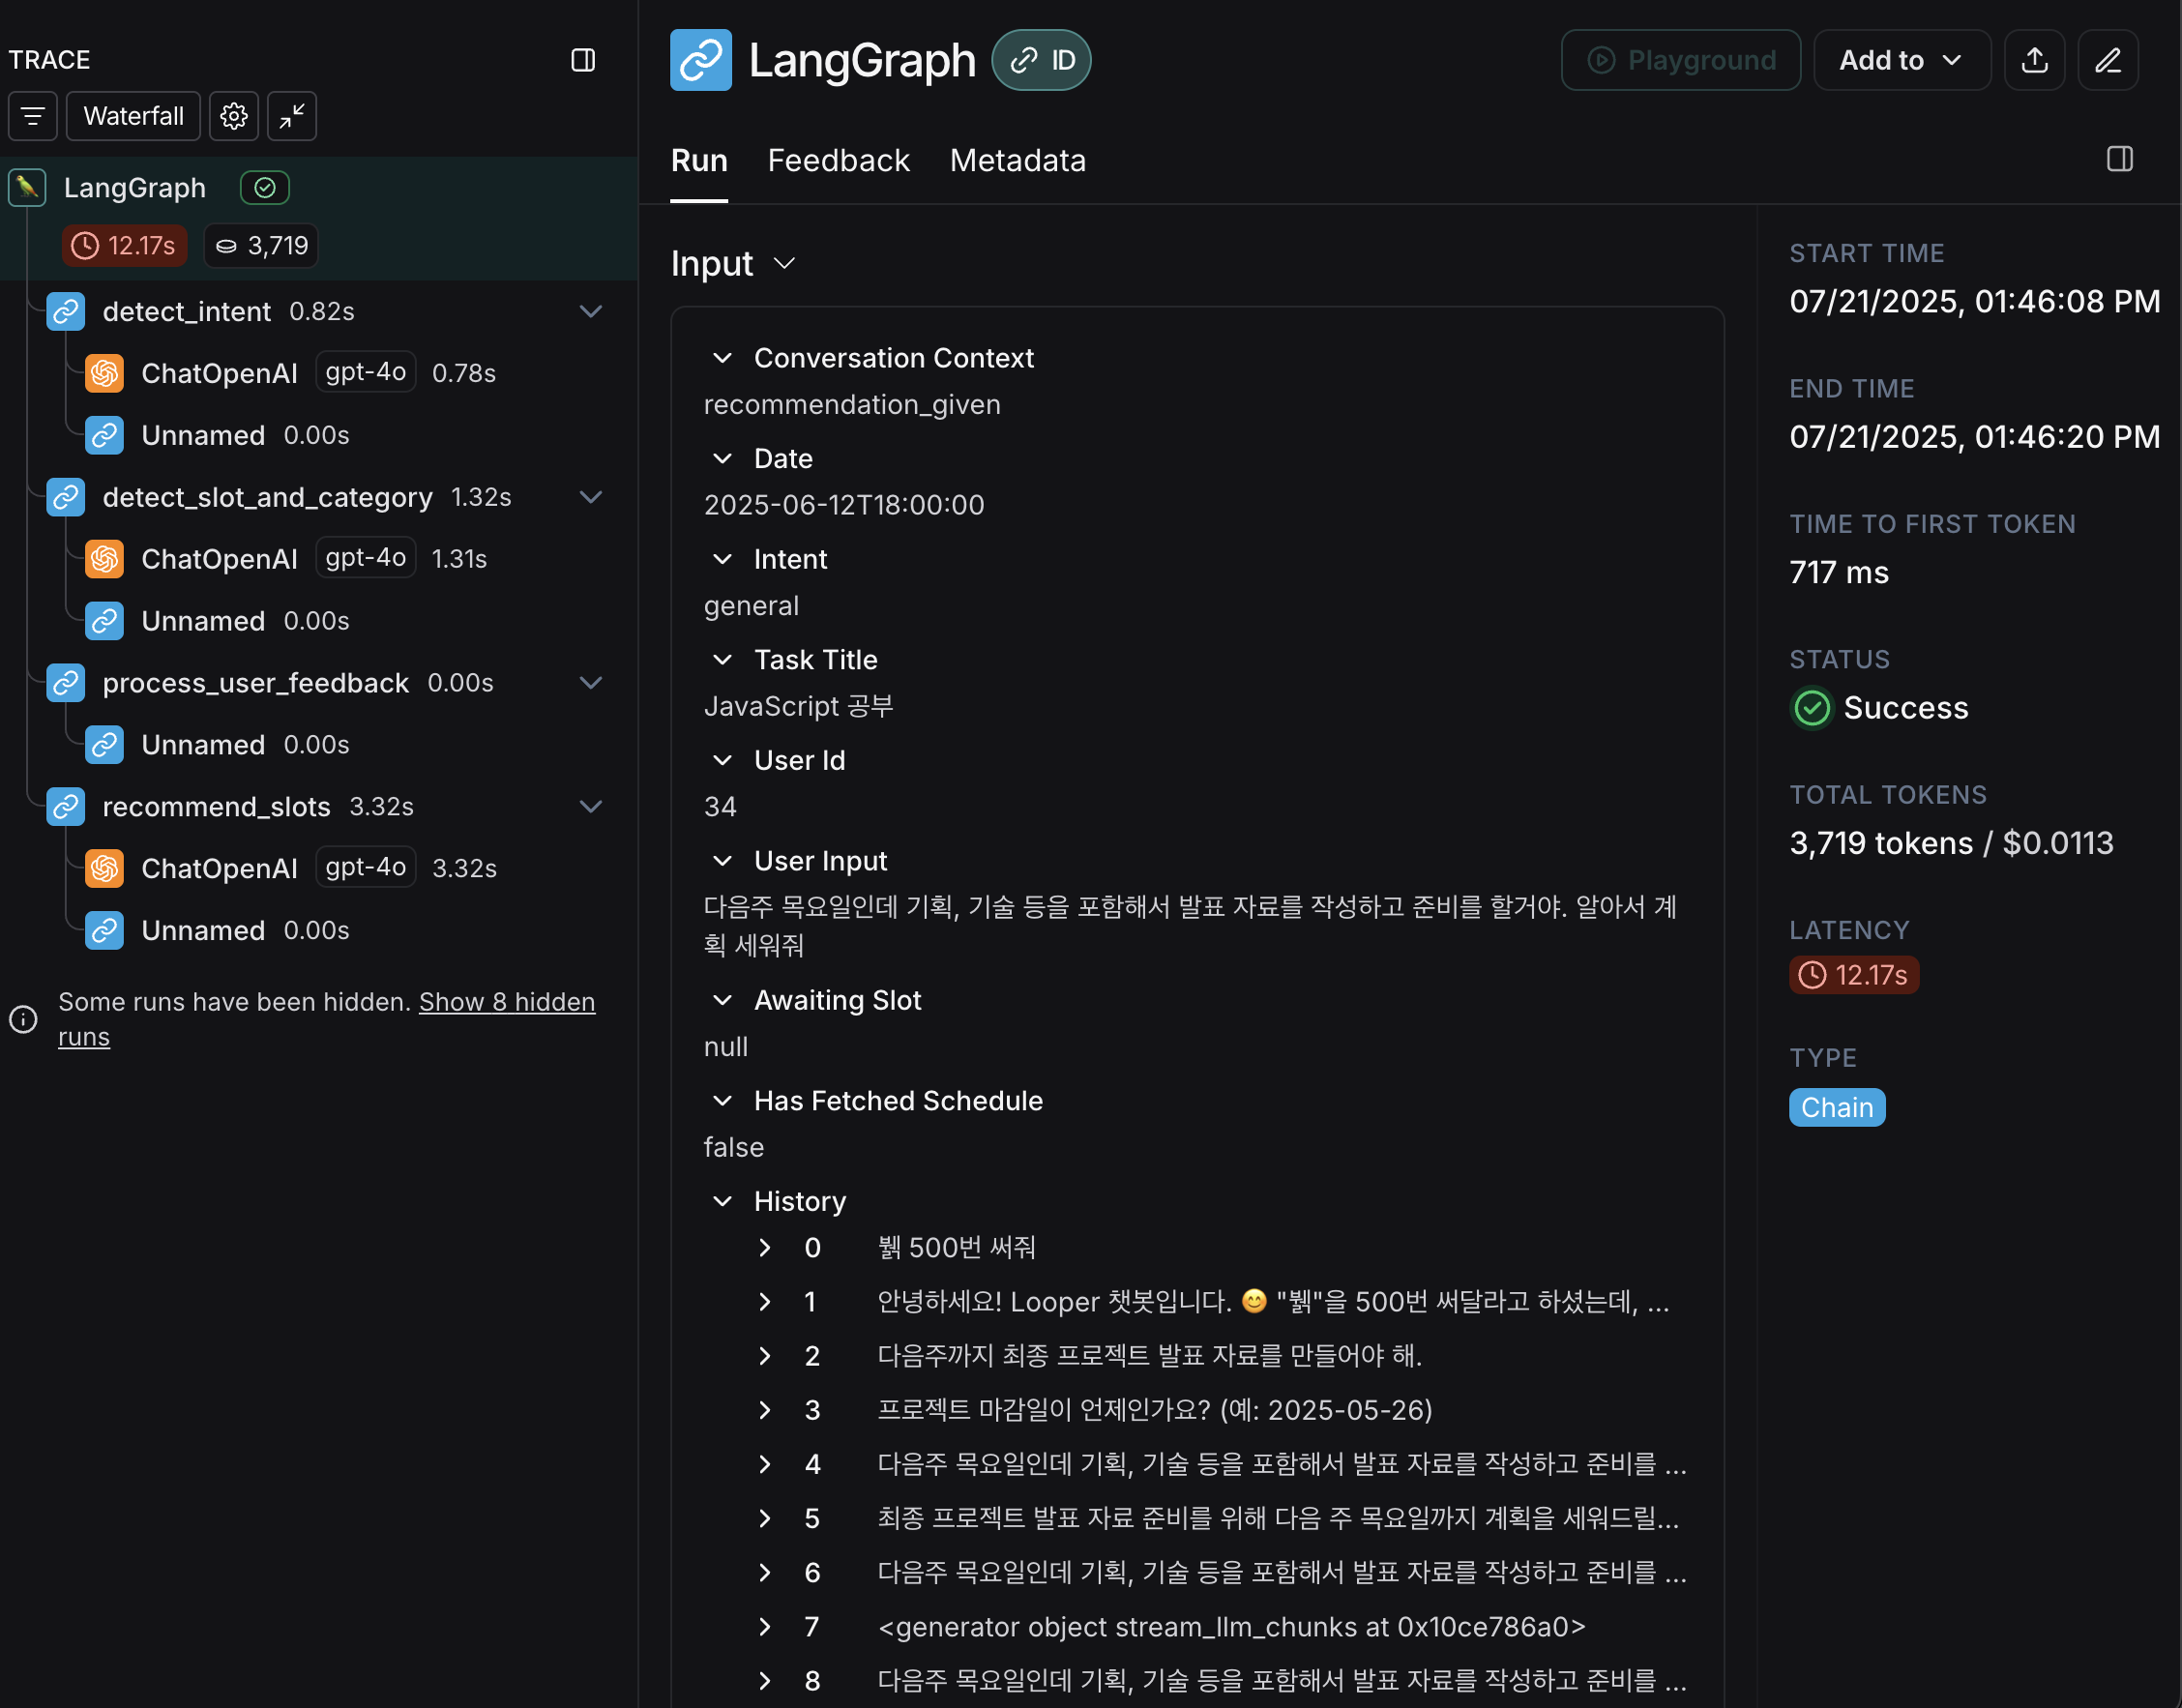 TRACE
Waterfall
LangGraph
12.17s
3,719
detect_intent 0.82s
ChatOpenAI gpt-4o 0.78s
Unnamed 0.00s
detect_slot_and_category 1.32s
ChatOpenAI gpt-4o 1.31s
Unnamed 0.00s
process_user_feedback 0.00s
Unnamed 0.00s
recommend_slots 3.32s
ChatOpenAI gpt-4o 3.32s
Unnamed 0.00s
Some runs have been hidden. Show 8 hidden
runs
LangGraph ID
Playground
Add to
Run Feedback Metadata
Input
Conversation Context
recommendation_given
Date
2025-06-12T18:00:00
Intent
general
Task Title
JavaScript 공부
User Id
34
User Input
다음주 목요일인데 기획, 기술 등을 포함해서 발표 자료를 작성하고 준비를 할거야. 알아서 계
획 세워줘
Awaiting Slot
null
Has Fetched Schedule
false
History
0 뷁 500번 써줘
1 안녕하세요! Looper 챗봇입니다. 😊 "뷁"을 500번 써달라고 하셨는데, ...
2 다음주까지 최종 프로젝트 발표 자료를 만들어야 해.
3 프로젝트 마감일이 언제인가요? (예: 2025-05-26)
4 다음주 목요일인데 기획, 기술 등을 포함해서 발표 자료를 작성하고 준비를 ...
5 최종 프로젝트 발표 자료 준비를 위해 다음 주 목요일까지 계획을 세워드릴...
6 다음주 목요일인데 기획, 기술 등을 포함해서 발표 자료를 작성하고 준비를 ...
7 <generator object stream_llm_chunks at 0x10ce786a0>
8 다음주 목요일인데 기획, 기술 등을 포함해서 발표 자료를 작성하고 준비를 ...
START TIME
07/21/2025, 01:46:08 PM
END TIME
07/21/2025, 01:46:20 PM
TIME TO FIRST TOKEN
717 ms
STATUS
Success
TOTAL TOKENS
3,719 tokens / $0.0113
LATENCY
12.17s
TYPE
Chain